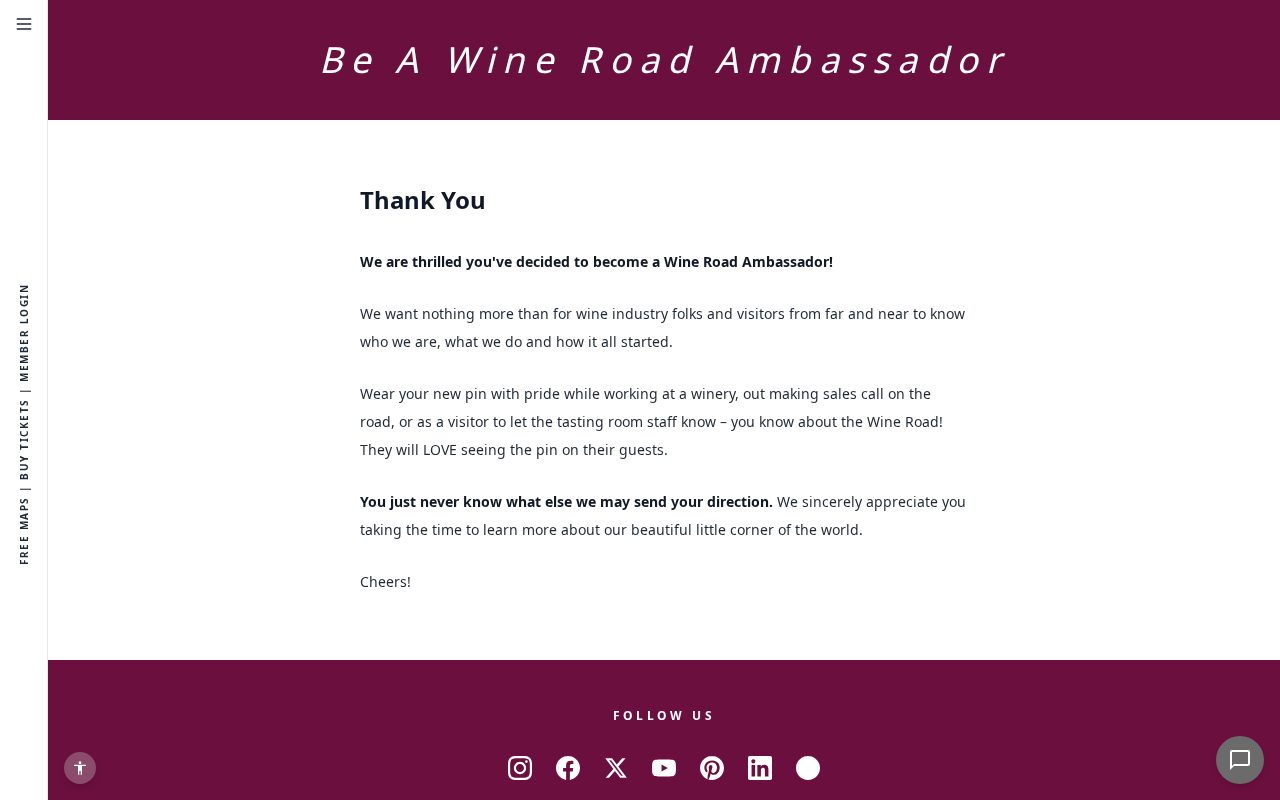 Be A Wine Road Ambassador
FREE MAPS | BUY TICKETS | MEMBER LOGIN
Thank You
We are thrilled you've decided to become a Wine Road Ambassador!
We want nothing more than for wine industry folks and visitors from far and near to know
who we are, what we do and how it all started.
Wear your new pin with pride while working at a winery, out making sales call on the
road, or as a visitor to let the tasting room staff know – you know about the Wine Road!
They will LOVE seeing the pin on their guests.
You just never know what else we may send your direction. We sincerely appreciate you
taking the time to learn more about our beautiful little corner of the world.
Cheers!
FOLLOW US